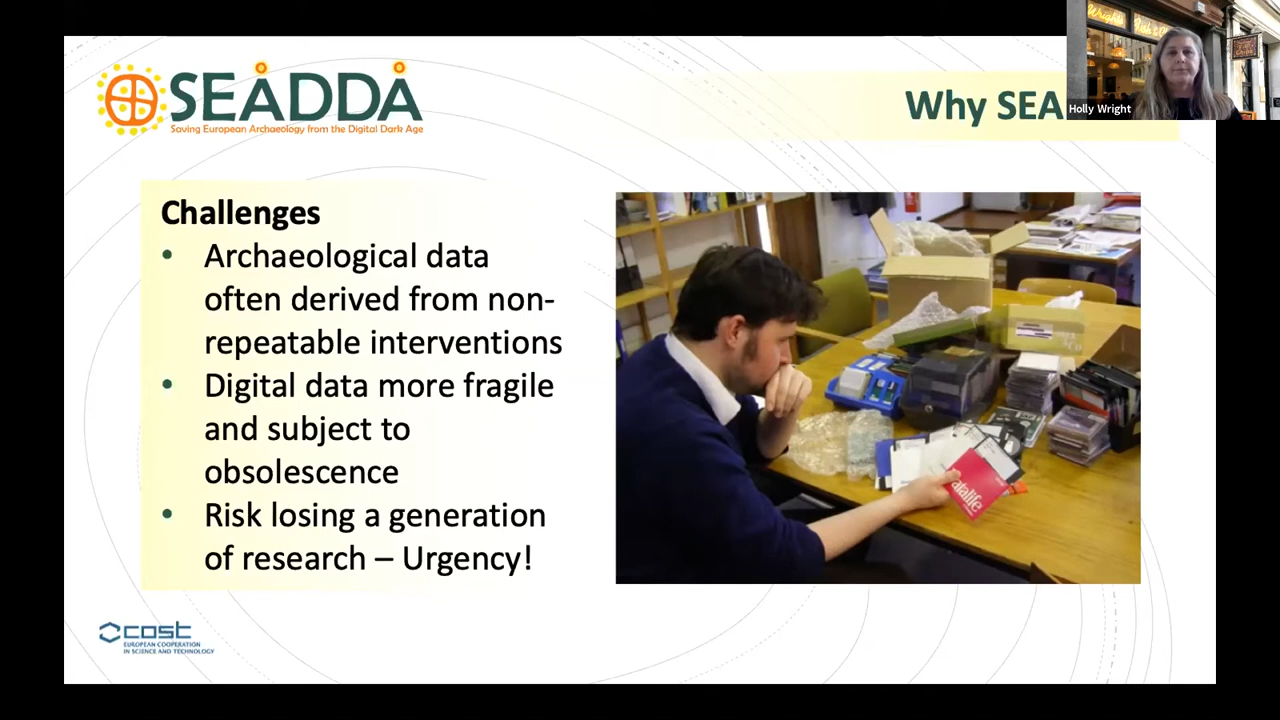 SEADDA
Saving European Archaeology from the Digital Dark Age
Why SEA
Holly Wright
Challenges
• Archaeological data
often derived from non-
repeatable interventions
• Digital data more fragile
and subject to
obsolescence
• Risk losing a generation
of research – Urgency!
atalife
cost
EUROPEAN COOPERATION
IN SCIENCE AND TECHNOLOGY